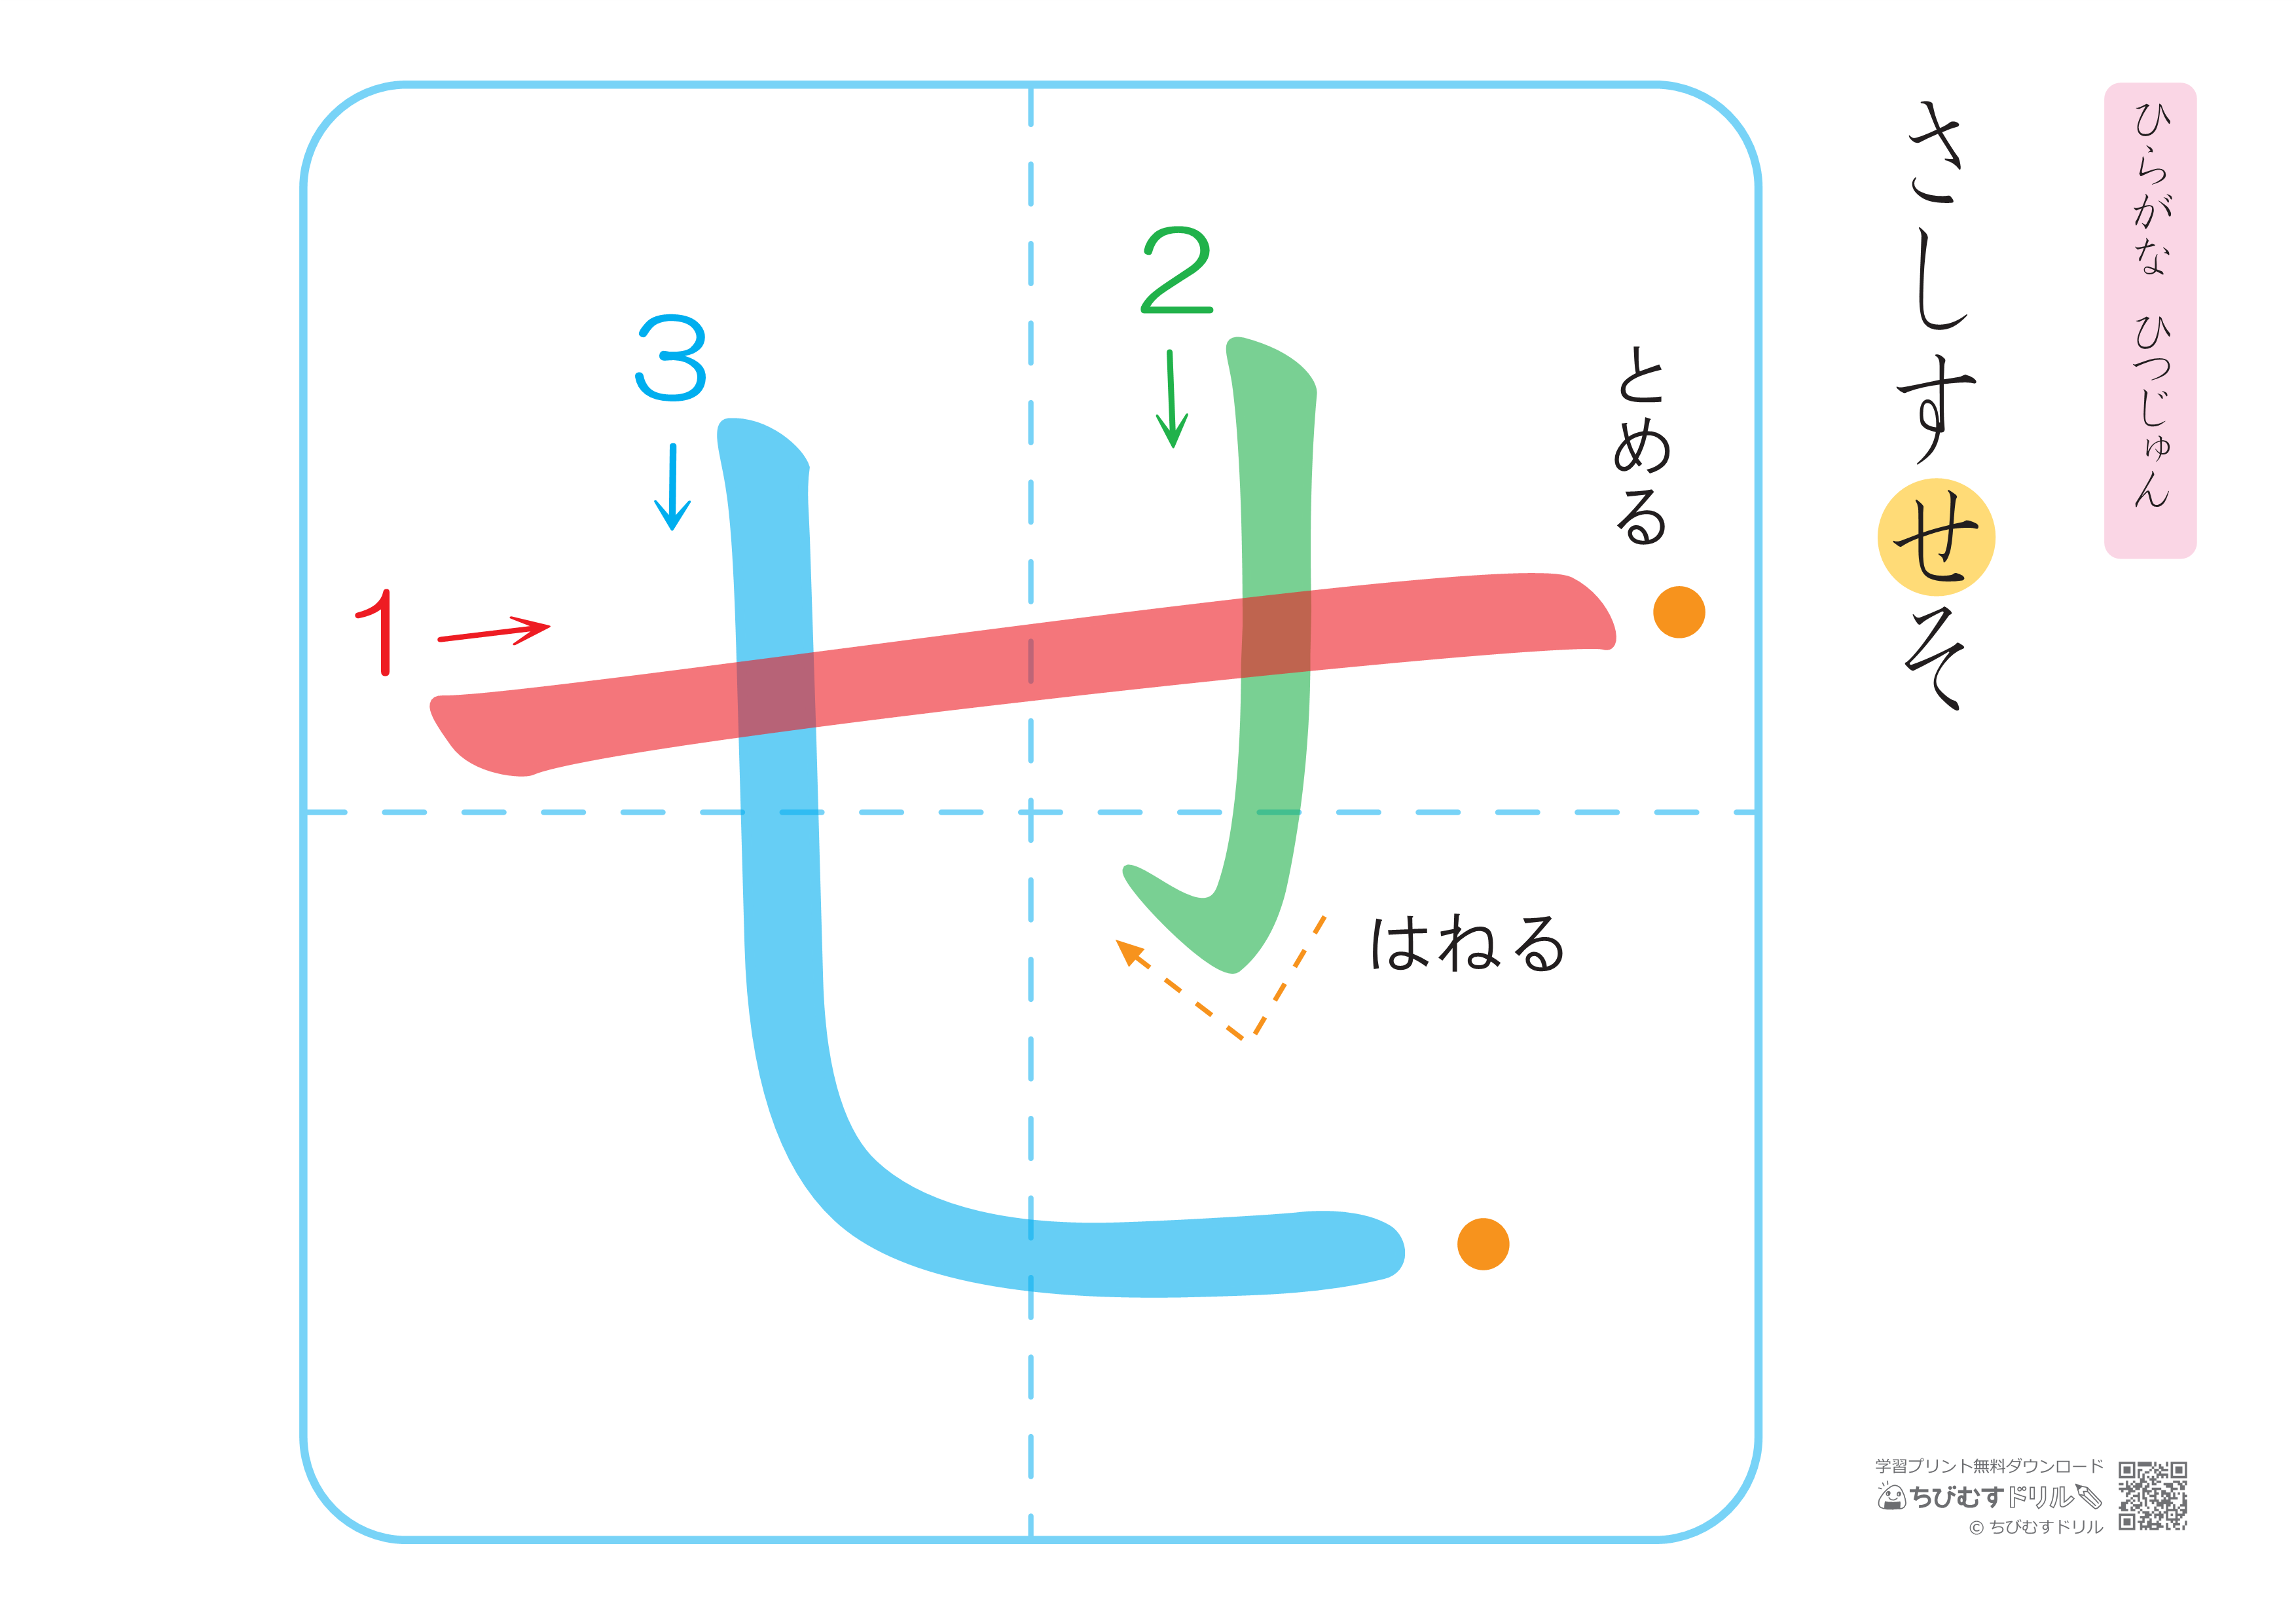 ひらがな ひつじゅん
さしすせそ
とめる
1
2
3
せ
はねる
学習プリント無料ダウンロード
ちびむすドリル
© ちびむすドリル